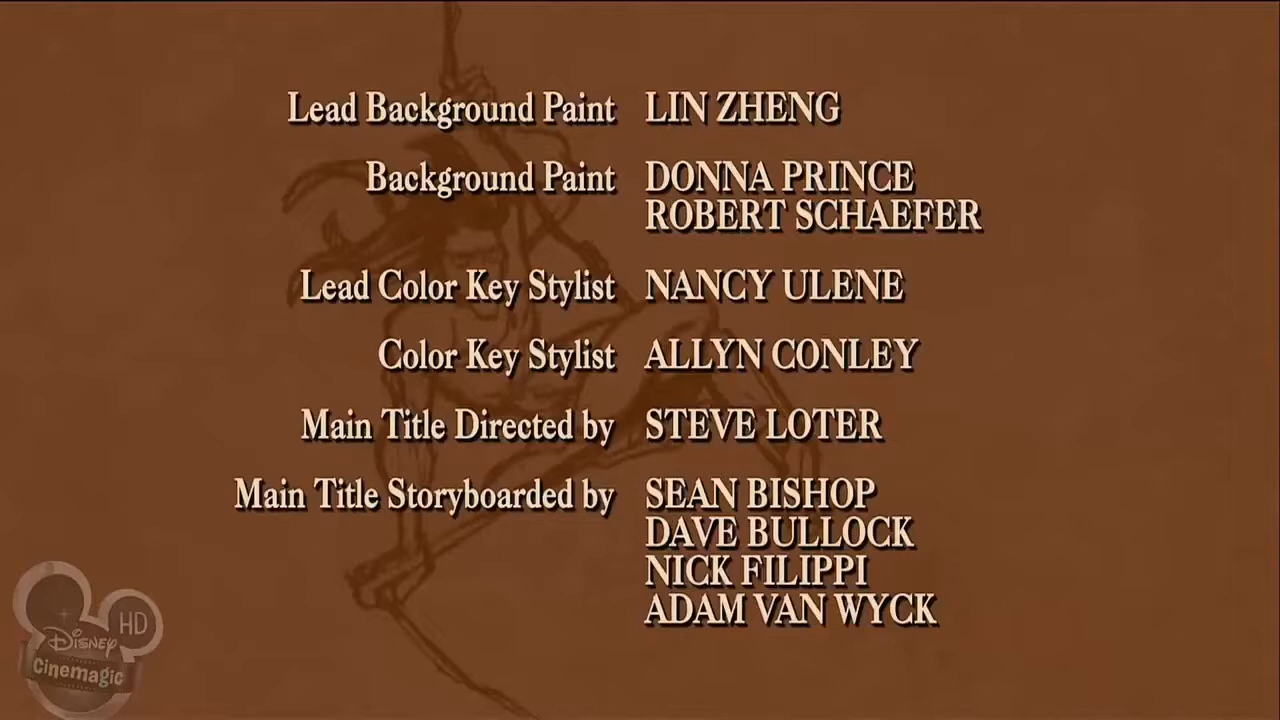 Lead Background Paint LIN ZHENG
Background Paint DONNA PRINCE
ROBERT SCHAEFER
Lead Color Key Stylist NANCY ULENE
Color Key Stylist ALLYN CONLEY
Main Title Directed by STEVE LOTER
Main Title Storyboarded by SEAN BISHOP
DAVE BULLOCK
NICK FILIPPI
ADAM VAN WYCK
HD
Disney
Cinemagic